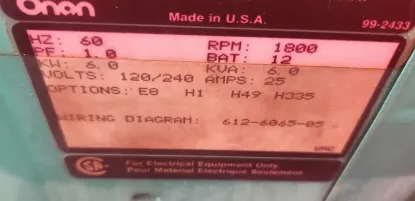 Onan
Made in U.S.A.
99-2433
HZ: 60 RPM: 1800
PF: 1.0 BAT: 12
KW: 6.0 KVA: 6.0
VOLTS: 120/240 AMPS: 25
OPTIONS: E8 H1 H49 H335
WIRING DIAGRAM: 612-6065-05
For Electrical Equipment Only
Pour Material Electrique Seulement